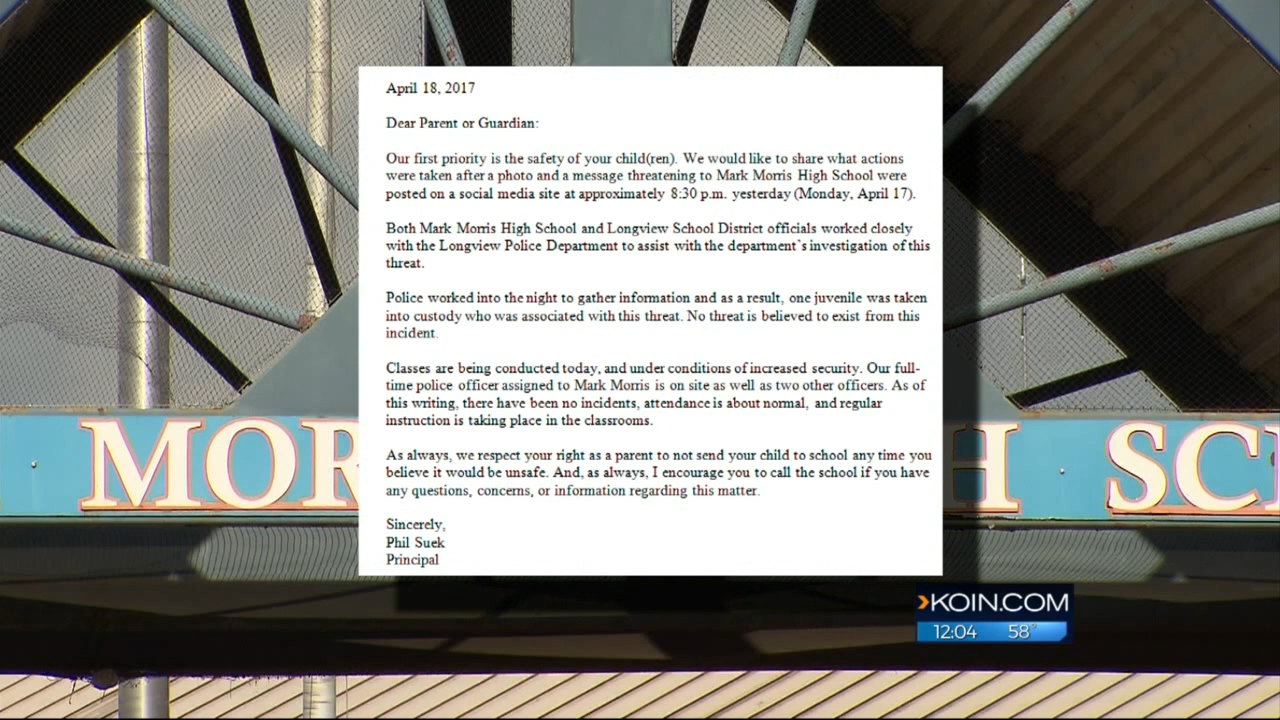 April 18, 2017
Dear Parent or Guardian:
Our first priority is the safety of your child(ren). We would like to share what actions
were taken after a photo and a message threatening to Mark Morris High School were
posted on a social media site at approximately 8:30 p.m. yesterday (Monday, April 17).
Both Mark Morris High School and Longview School District officials worked closely
with the Longview Police Department to assist with the department's investigation of this
threat.
Police worked into the night to gather information and as a result, one juvenile was taken
into custody who was associated with this threat. No threat is believed to exist from this
incident.
Classes are being conducted today, and under conditions of increased security. Our full-
time police officer assigned to Mark Morris is on site as well as two other officers. As of
this writing, there have been no incidents, attendance is about normal, and regular
instruction is taking place in the classrooms.
As always, we respect your right as a parent to not send your child to school any time you
believe it would be unsafe. And, as always, I encourage you to call the school if you have
any questions, concerns, or information regarding this matter.
Sincerely,
Phil Suek
Principal
MOR H SC
KOIN.COM
12:04 58°